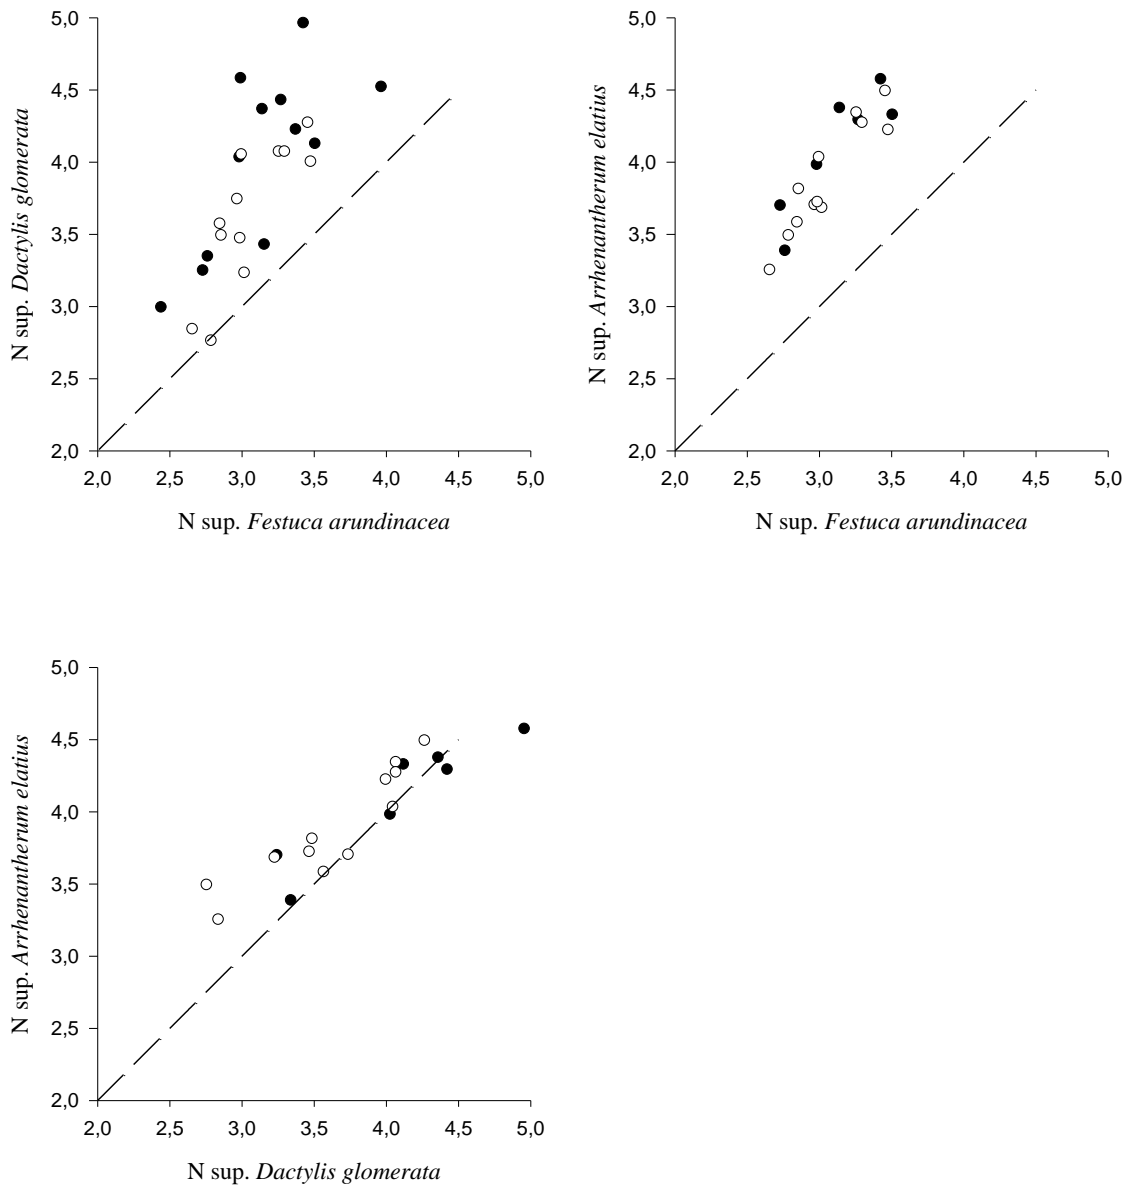 5,0
4,5
4,0
3,5
3,0
2,5
2,0
N sup. Dactylis glomerata
2,0 2,5 3,0 3,5 4,0 4,5 5,0
N sup. Festuca arundinacea
5,0
4,5
4,0
3,5
3,0
2,5
2,0
N sup. Arrhenantherum elatius
2,0 2,5 3,0 3,5 4,0 4,5 5,0
N sup. Festuca arundinacea
5,0
4,5
4,0
3,5
3,0
2,5
2,0
N sup. Arrhenantherum elatius
2,0 2,5 3,0 3,5 4,0 4,5 5,0
N sup. Dactylis glomerata